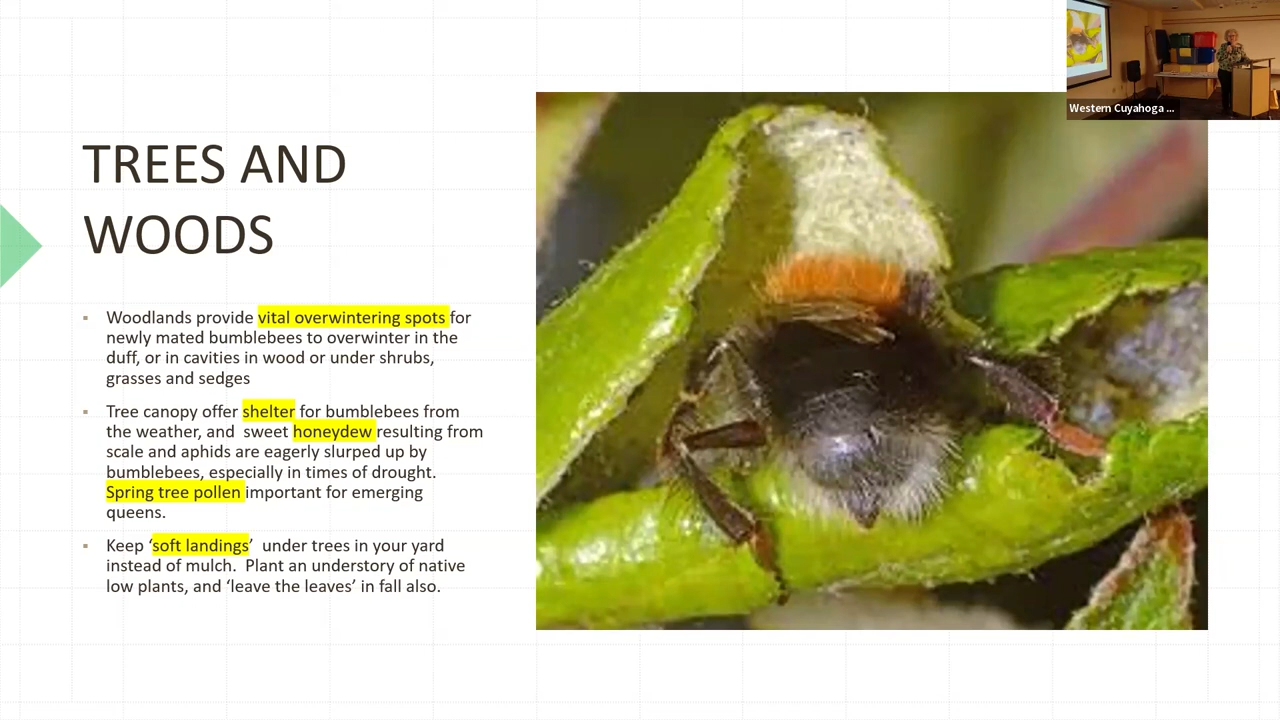 Western Cuyahoga ...
TREES AND
WOODS
▪ Woodlands provide vital overwintering spots for
newly mated bumblebees to overwinter in the
duff, or in cavities in wood or under shrubs,
grasses and sedges
▪ Tree canopy offer shelter for bumblebees from
the weather, and  sweet honeydew resulting from
scale and aphids are eagerly slurped up by
bumblebees, especially in times of drought.
Spring tree pollen important for emerging
queens.
▪ Keep ‘soft landings’  under trees in your yard
instead of mulch.  Plant an understory of native
low plants, and ‘leave the leaves’ in fall also.